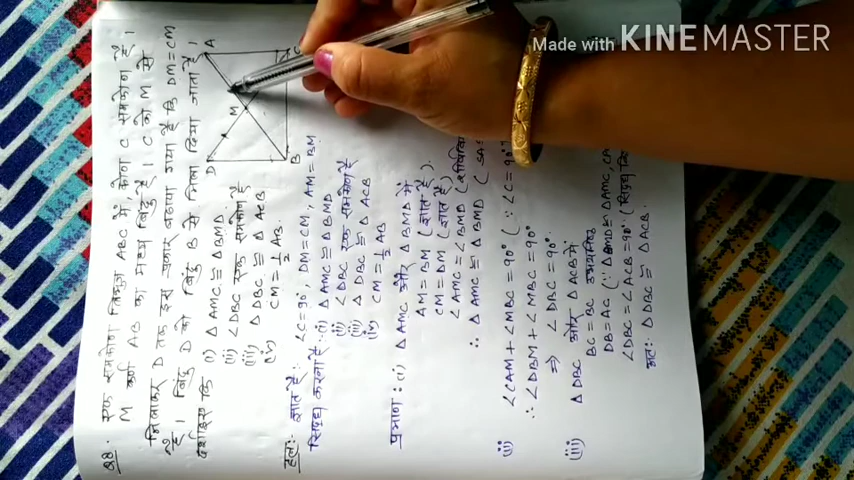 Q8. एक समकोण त्रिभुज ABC में, कोण C समकोण है।
M कर्ण AB का मध्य बिंदु है। C को M से
मिलाकर D तक इस प्रकार बढ़ाया गया है कि DM=CM
है। बिंदु D को बिंदु B से मिला दिया जाता है।
दर्शाइए कि (i) △AMC ≅ △BMD
(ii) ∠DBC एक समकोण है
(iii) △DBC ≅ △ACB
(iv) CM = 1/2 AB
A
C
M
D
B
हल:- ज्ञात है:- ∠C=90°, DM=CM, AM=BM
सिद्ध करना है:- (i) △AMC ≅ △BMD
(ii) ∠DBC एक समकोण है
(iii) △DBC ≅ △ACB
(iv) CM = 1/2 AB
प्रमाण: (i) △AMC और △BMD में
AM = BM (ज्ञात है)
CM = DM (ज्ञात है)
∠AMC = ∠BMD
∴ △AMC ≅ △BMD
(ii) ∠CAM + ∠MBC = 90° (∵ ∠C = 90°)
∴ ∠DBM + ∠MBC = 90°
⇒ ∠DBC = 90°
(iii) △DBC और △ACB में
BC = BC उभयनिष्ठ
DB = AC (∵ △BMD ≅ △AMC,
∠DBC = ∠ACB = 90° (सिद्ध
अतः △DBC ≅ △ACB.
Made with KINEMASTER